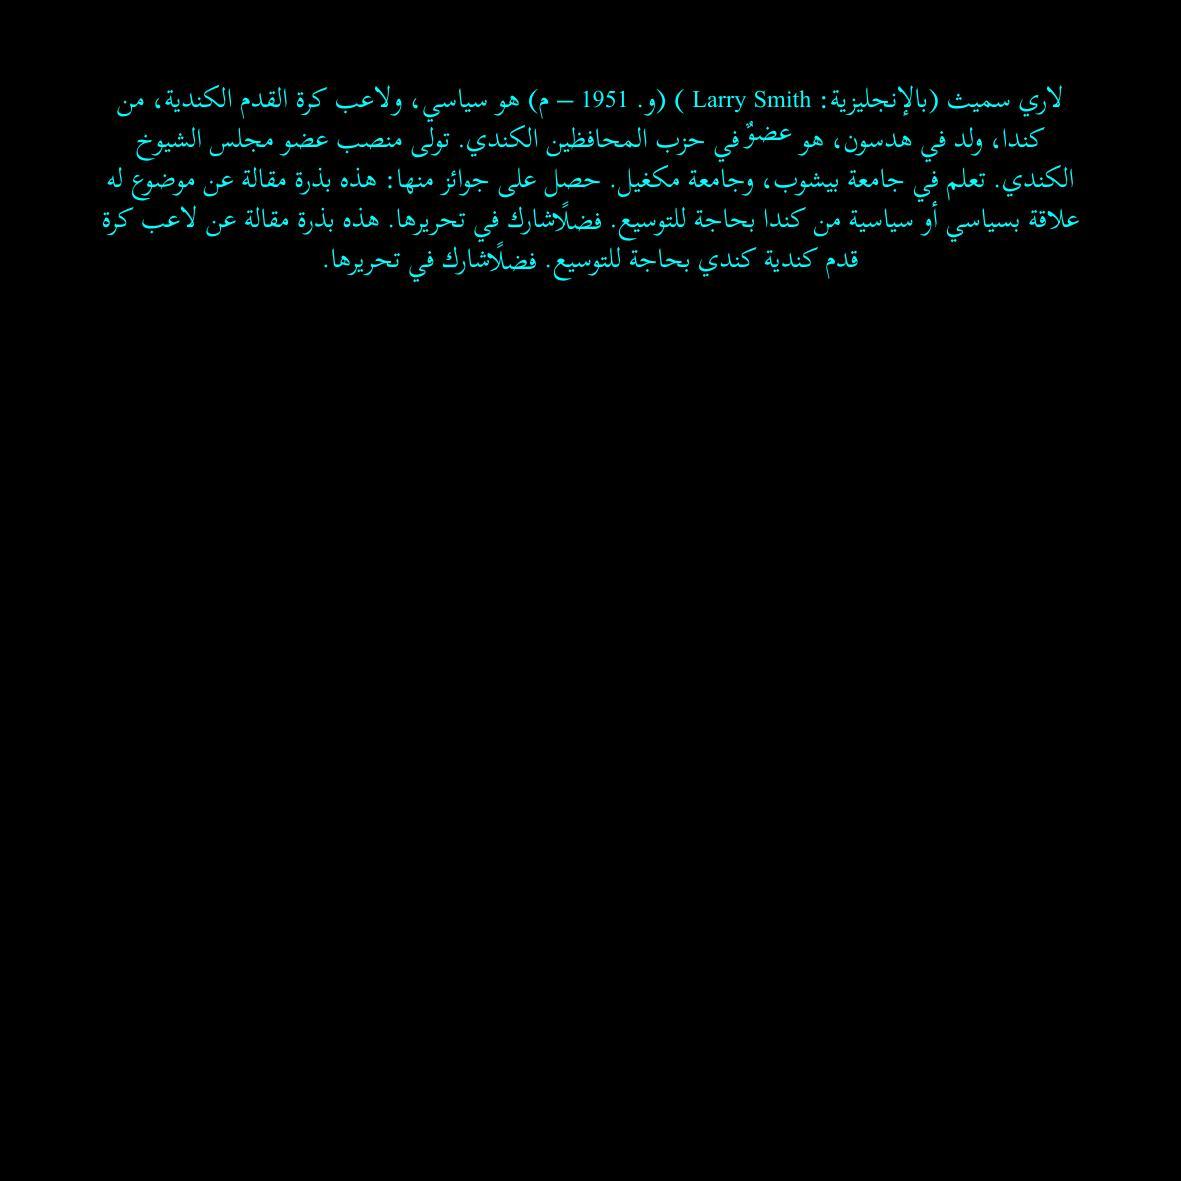 لاري سميث (بالإنجليزية: Larry Smith ) (و. 1951 – م) هو سياسي، ولاعب كرة القدم الكندية، من
كندا، ولد في هدسون، هو عضوٌ في حزب المحافظين الكندي. تولى منصب عضو مجلس الشيوخ
الكندي. تعلم في جامعة بيشوب، وجامعة مكغيل. حصل على جوائز منها: هذه بذرة مقالة عن موضوع له
علاقة بسياسي أو سياسية من كندا بحاجة للتوسيع. فضلًاشارك في تحريرها. هذه بذرة مقالة عن لاعب كرة
قدم كندية كندي بحاجة للتوسيع. فضلًاشارك في تحريرها.